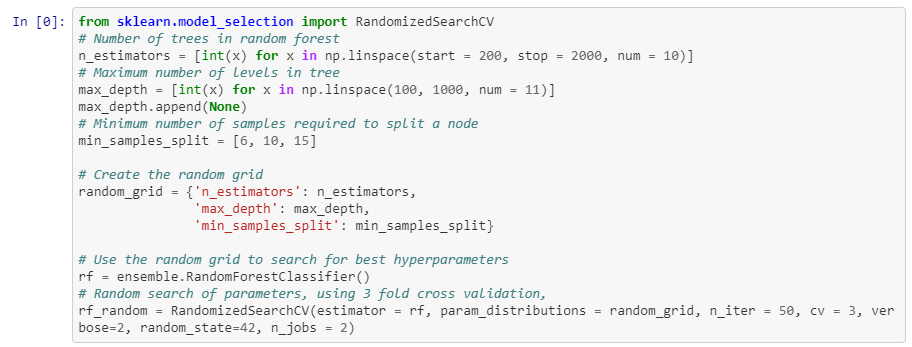 In [0]: from sklearn.model_selection import RandomizedSearchCV
# Number of trees in random forest
n_estimators = [int(x) for x in np.linspace(start = 200, stop = 2000, num = 10)]
# Maximum number of levels in tree
max_depth = [int(x) for x in np.linspace(100, 1000, num = 11)]
max_depth.append(None)
# Minimum number of samples required to split a node
min_samples_split = [6, 10, 15]

# Create the random grid
random_grid = {'n_estimators': n_estimators,
               'max_depth': max_depth,
               'min_samples_split': min_samples_split}

# Use the random grid to search for best hyperparameters
rf = ensemble.RandomForestClassifier()
# Random search of parameters, using 3 fold cross validation,
rf_random = RandomizedSearchCV(estimator = rf, param_distributions = random_grid, n_iter = 50, cv = 3, ver
bose=2, random_state=42, n_jobs = 2)